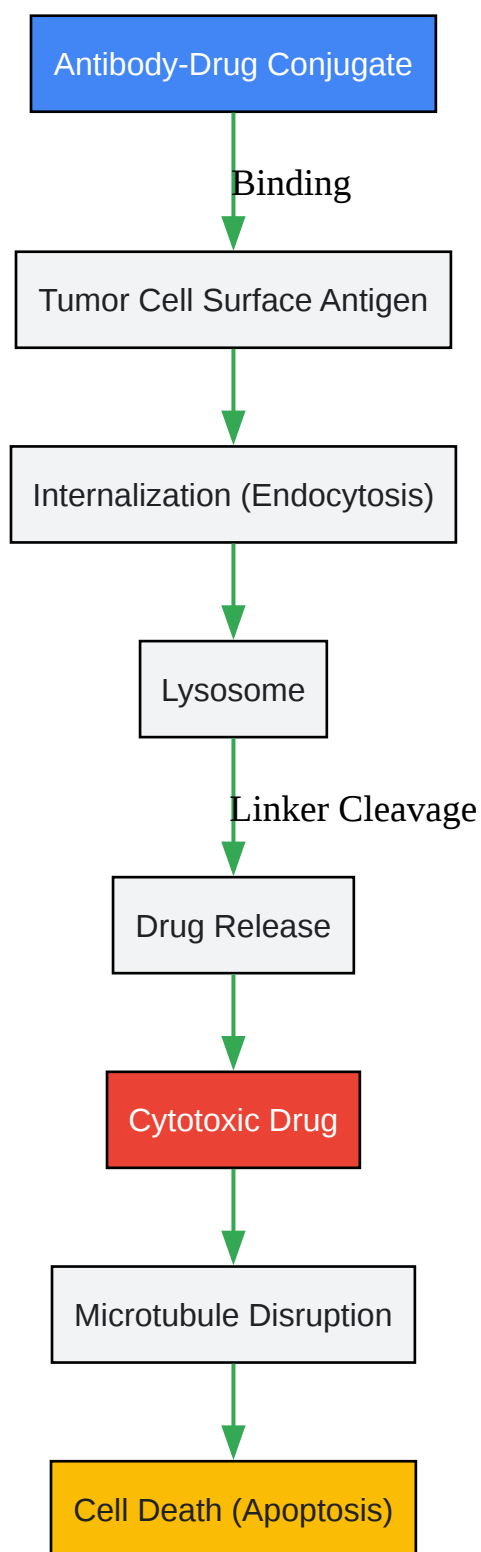 Antibody-Drug Conjugate
Binding
Tumor Cell Surface Antigen
Internalization (Endocytosis)
Lysosome
Linker Cleavage
Drug Release
Cytotoxic Drug
Microtubule Disruption
Cell Death (Apoptosis)